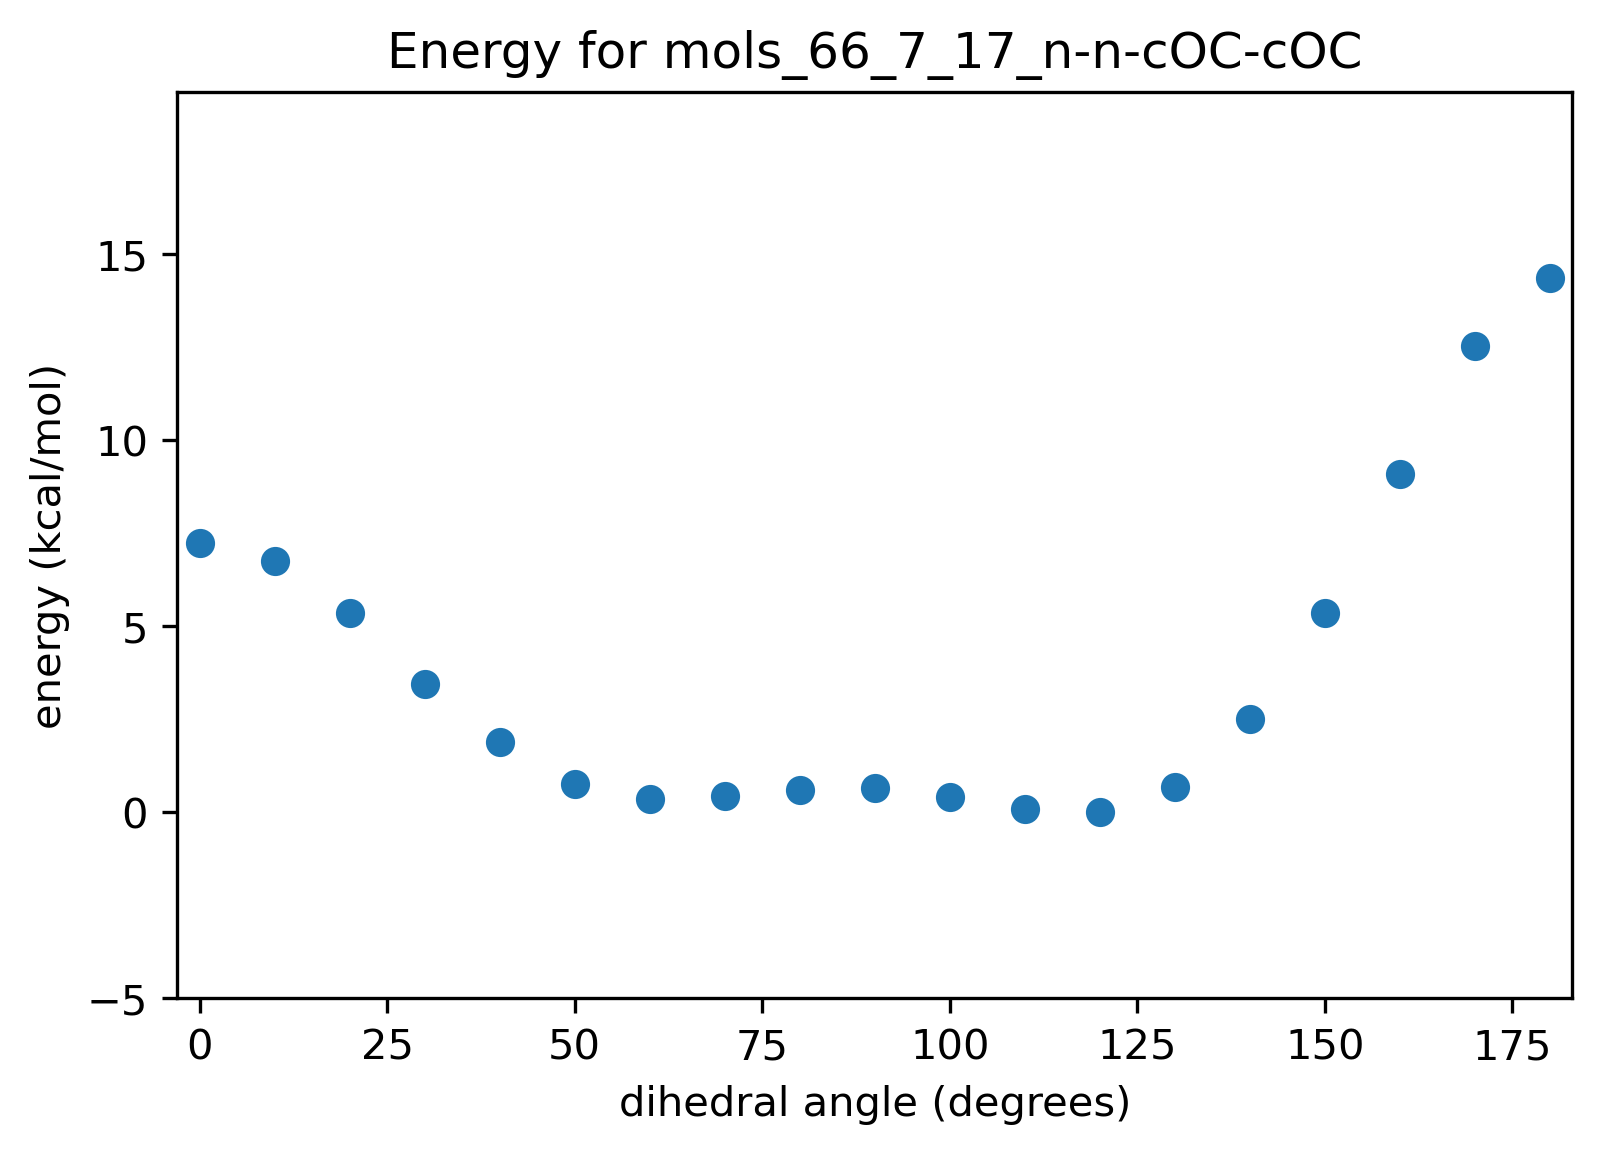 Energy for mols_66_7_17_n-n-cOC-cOC
energy (kcal/mol)
15
10
5
0
−5
0 25 50 75 100 125 150 175
dihedral angle (degrees)